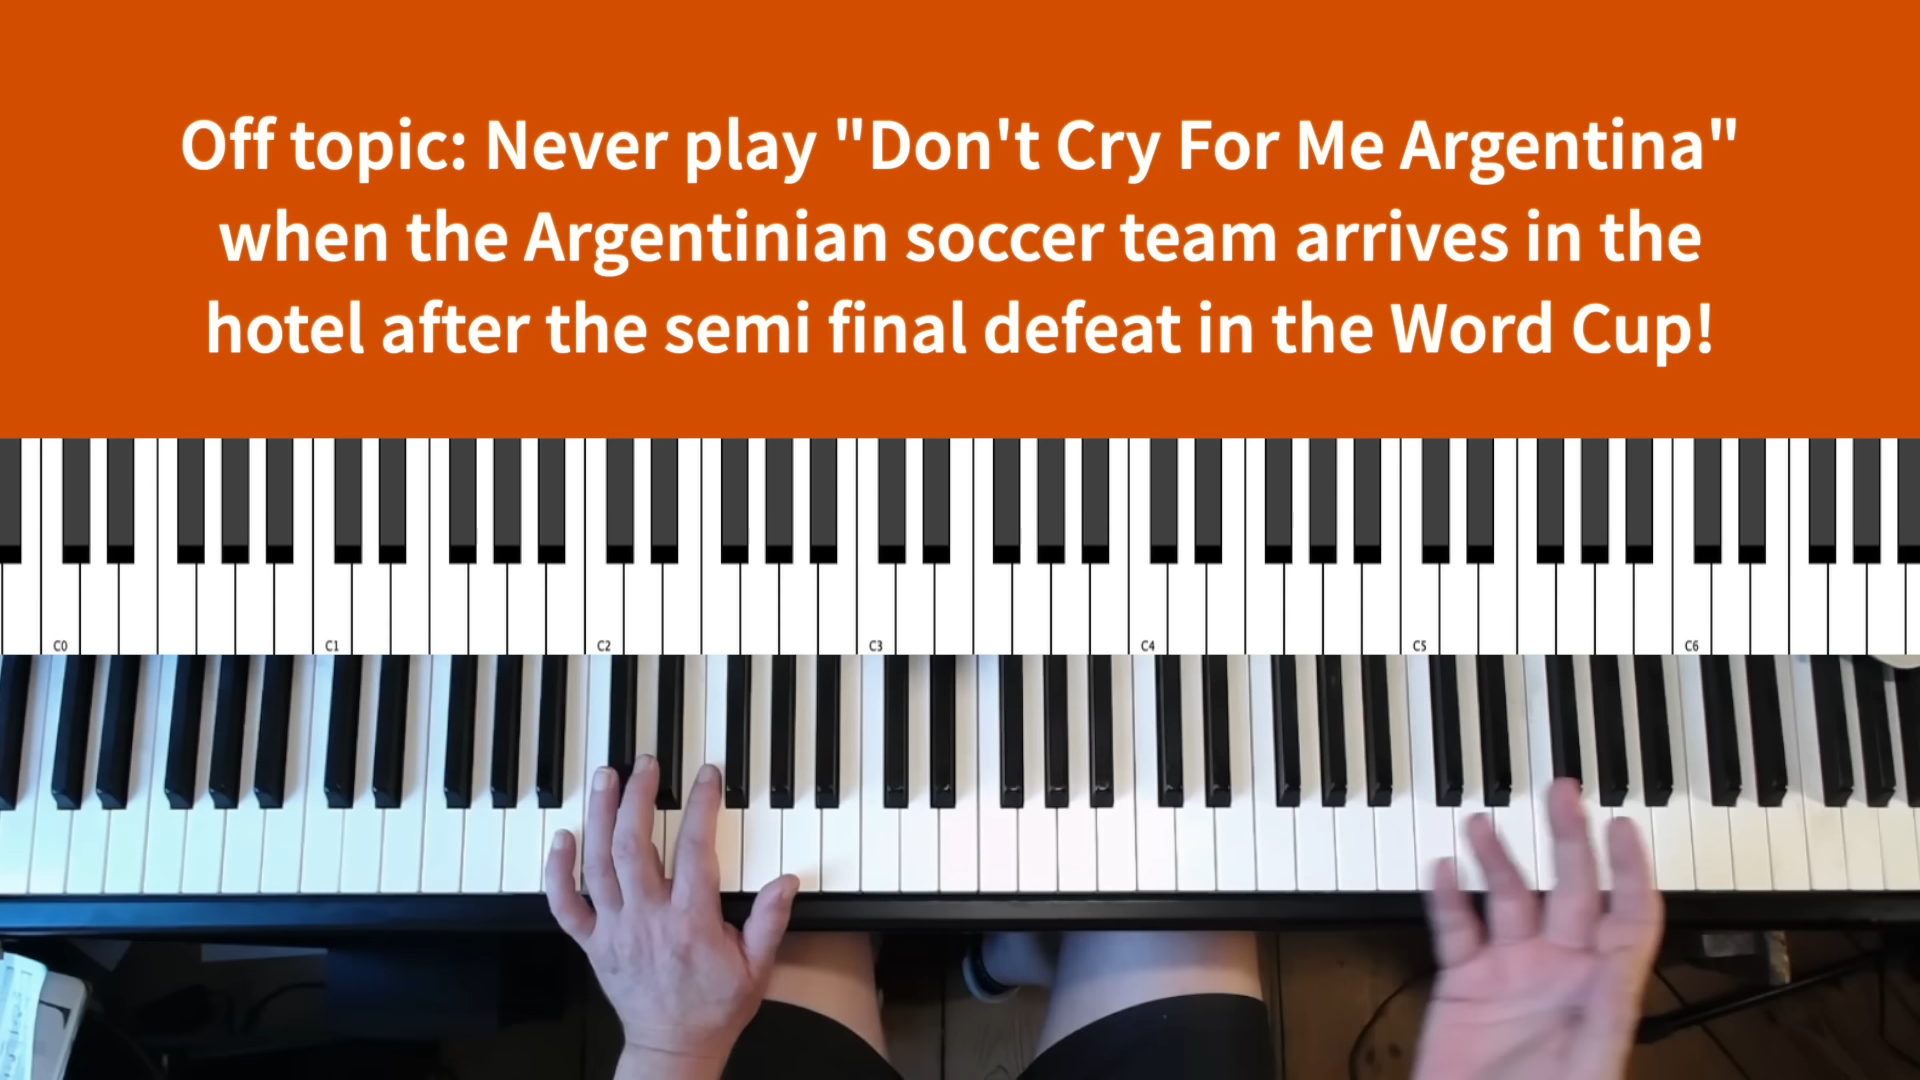 Off topic: Never play "Don't Cry For Me Argentina"
when the Argentinian soccer team arrives in the
hotel after the semi final defeat in the Word Cup!
C0 C1 C2 C3 C4 C5 C6